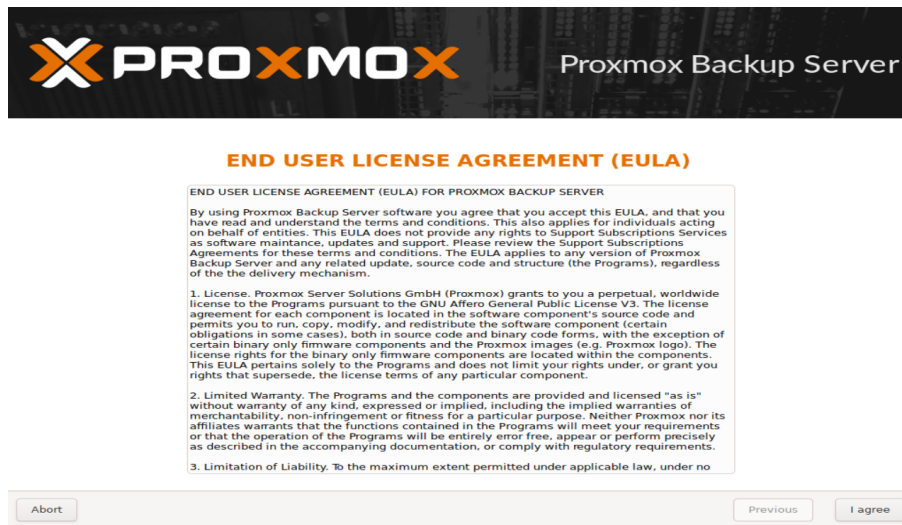 PROXMOX
Proxmox Backup Server
END USER LICENSE AGREEMENT (EULA)
END USER LICENSE AGREEMENT (EULA) FOR PROXMOX BACKUP SERVER
By using Proxmox Backup Server software you agree that you accept this EULA, and that you
have read and understand the terms and conditions. This also applies for individuals acting
on behalf of entities. This EULA does not provide any rights to Support Subscriptions Services
as software maintance, updates and support. Please review the Support Subscriptions
Agreements for these terms and conditions. The EULA applies to any version of Proxmox
Backup Server and any related update, source code and structure (the Programs), regardless
of the the delivery mechanism.
1. License. Proxmox Server Solutions GmbH (Proxmox) grants to you a perpetual, worldwide
license to the Programs pursuant to the GNU Affero General Public License V3. The license
agreement for each component is located in the software component's source code and
permits you to run, copy, modify, and redistribute the software component (certain
obligations in some cases), both in source code and binary code forms, with the exception of
certain binary only firmware components and the Proxmox images (e.g. Proxmox logo). The
license rights for the binary only firmware components are located within the components.
This EULA pertains solely to the Programs and does not limit your rights under, or grant you
rights that supersede, the license terms of any particular component.
2. Limited Warranty. The Programs and the components are provided and licensed "as is"
without warranty of any kind, expressed or implied, including the implied warranties of
merchantability, non-infringement or fitness for a particular purpose. Neither Proxmox nor its
affiliates warrants that the functions contained in the Programs will meet your requirements
or that the operation of the Programs will be entirely error free, appear or perform precisely
as described in the accompanying documentation, or comply with regulatory requirements.
3. Limitation of Liability. To the maximum extent permitted under applicable law, under no
Abort
Previous
I agree